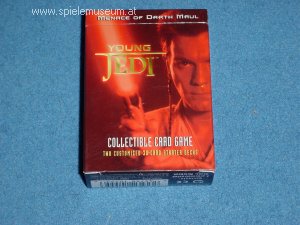 www.spielemuseum.at
MENACE OF DARTH MAUL
YOUNG
JEDI
COLLECTIBLE CARD GAME
TWO CUSTOMIZED 30-CARD STARTER DECKS